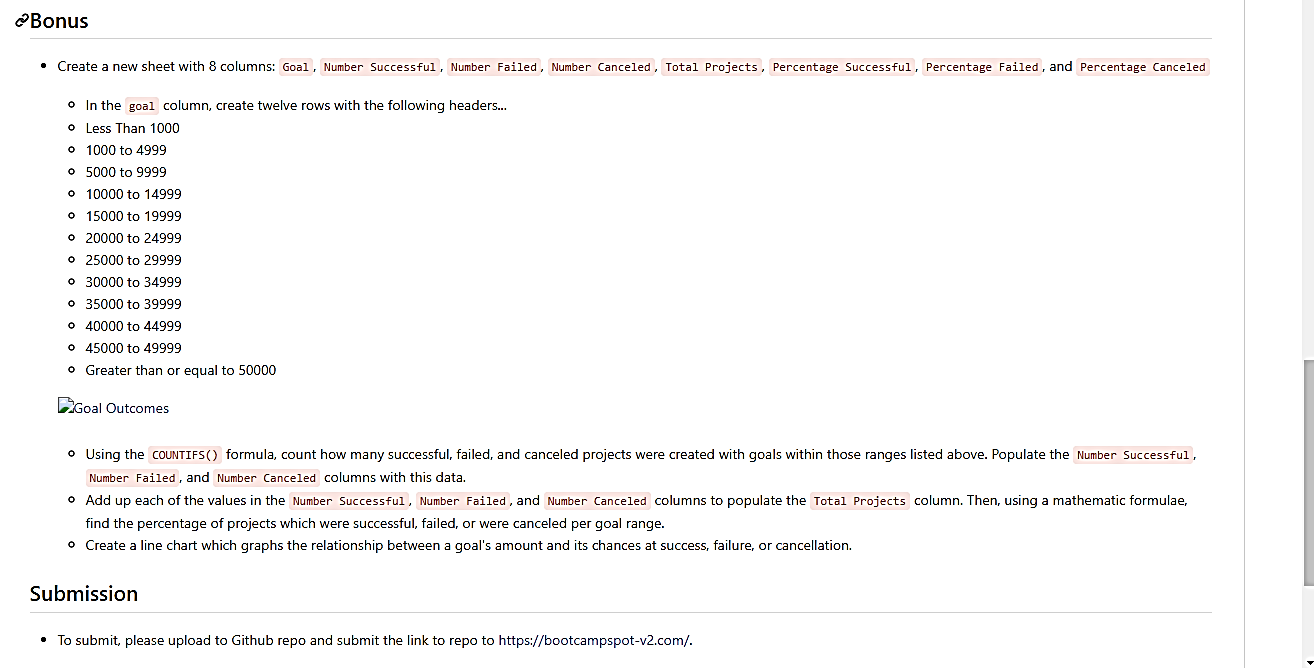 Bonus
Create a new sheet with 8 columns: Goal, Number Successful, Number Failed, Number Canceled, Total Projects, Percentage Successful, Percentage Failed, and Percentage Canceled
In the goal column, create twelve rows with the following headers...
Less Than 1000
1000 to 4999
5000 to 9999
10000 to 14999
15000 to 19999
20000 to 24999
25000 to 29999
30000 to 34999
35000 to 39999
40000 to 44999
45000 to 49999
Greater than or equal to 50000
Goal Outcomes
Using the COUNTIFS() formula, count how many successful, failed, and canceled projects were created with goals within those ranges listed above. Populate the Number Successful,
Number Failed, and Number Canceled columns with this data.
Add up each of the values in the Number Successful, Number Failed, and Number Canceled columns to populate the Total Projects column. Then, using a mathematic formulae,
find the percentage of projects which were successful, failed, or were canceled per goal range.
Create a line chart which graphs the relationship between a goal's amount and its chances at success, failure, or cancellation.
Submission
To submit, please upload to Github repo and submit the link to repo to https://bootcampspot-v2.com/.